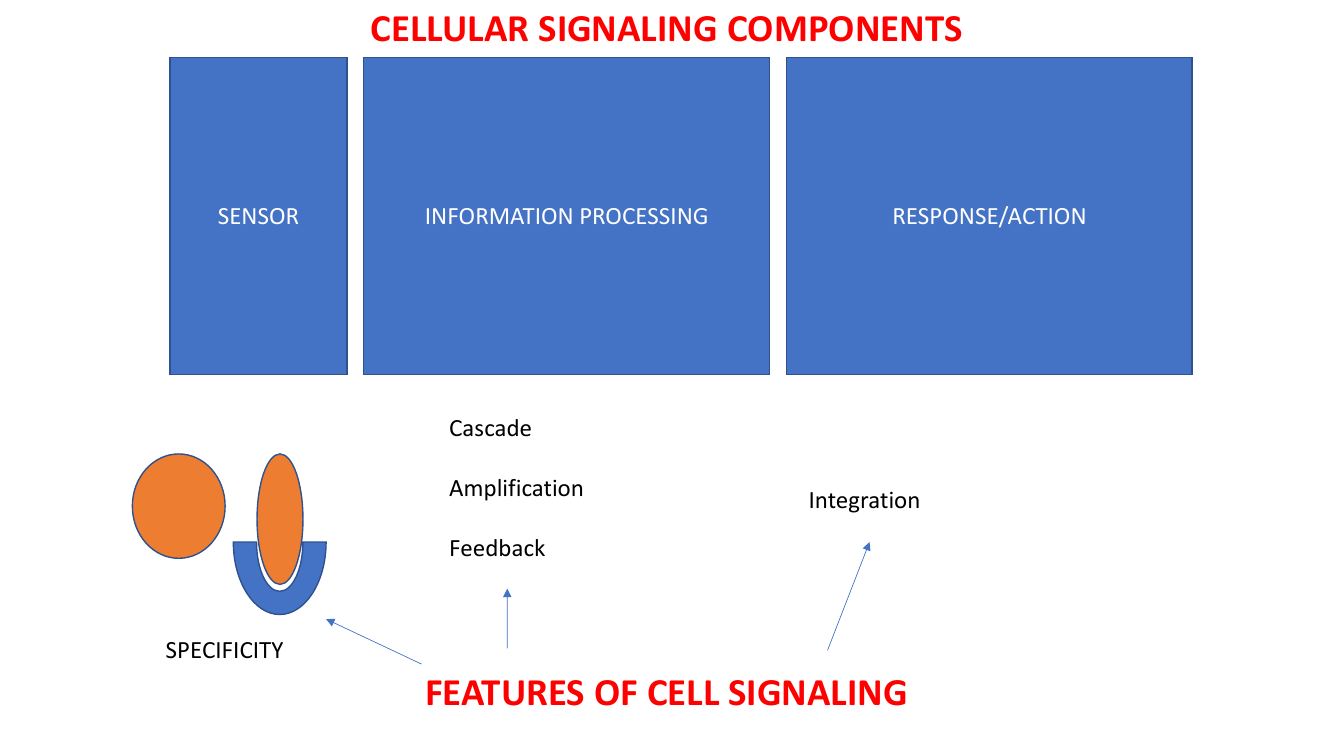 CELLULAR SIGNALING COMPONENTS
SENSOR
INFORMATION PROCESSING
RESPONSE/ACTION
Cascade
Amplification
Feedback
Integration
SPECIFICITY
FEATURES OF CELL SIGNALING